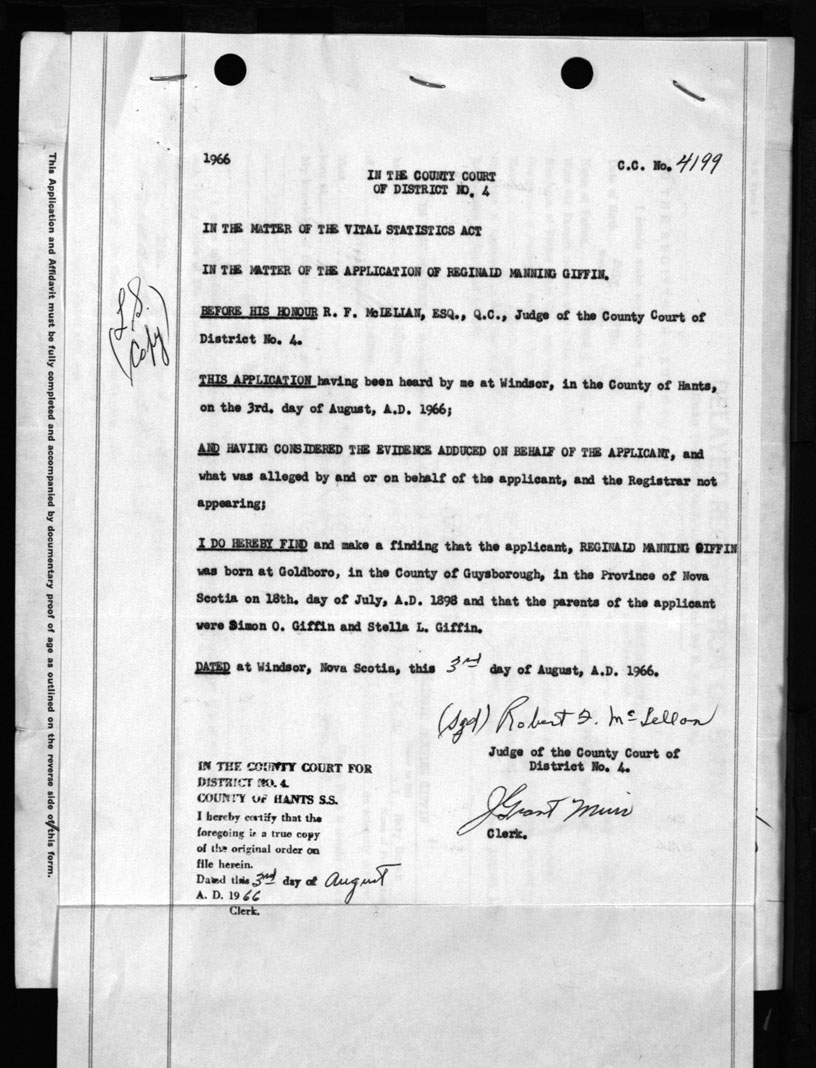 1966
C.C. No. 4199
IN THE COUNTY COURT
OF DISTRICT NO. 4
IN THE MATTER OF THE VITAL STATISTICS ACT
IN THE MATTER OF THE APPLICATION OF REGINALD MANNING GIFFIN.
BEFORE HIS HONOUR R. F. McLELLAN, ESQ., Q.C., Judge of the County Court of
District No. 4.
(L.S.
Copy)
THIS APPLICATION having been heard by me at Windsor, in the County of Hants,
on the 3rd. day of August, A.D. 1966;
AND HAVING CONSIDERED THE EVIDENCE ADDUCED ON BEHALF OF THE APPLICANT, and
what was alleged by and or on behalf of the applicant, and the Registrar not
appearing;
I DO HEREBY FIND and make a finding that the applicant, REGINALD MANNING GIFFIN
was born at Goldboro, in the County of Guysborough, in the Province of Nova
Scotia on 18th. day of July, A.D. 1898 and that the parents of the applicant
were Simon O. Giffin and Stella L. Giffin.
DATED at Windsor, Nova Scotia, this 3rd day of August, A.D. 1966.
(Sgd) Robert F. McLellan
Judge of the County Court of
District No. 4.
J Grant Muir
Clerk.
IN THE COUNTY COURT FOR
DISTRICT NO. 4.
COUNTY OF HANTS S.S.
I hereby certify that the
foregoing is a true copy
of the original order on
file herein.
Dated this 3rd day of August
A. D. 1966
Clerk.
This Application and Affidavit must be fully completed and accompanied by documentary proof of age as outlined on the reverse side of this form.